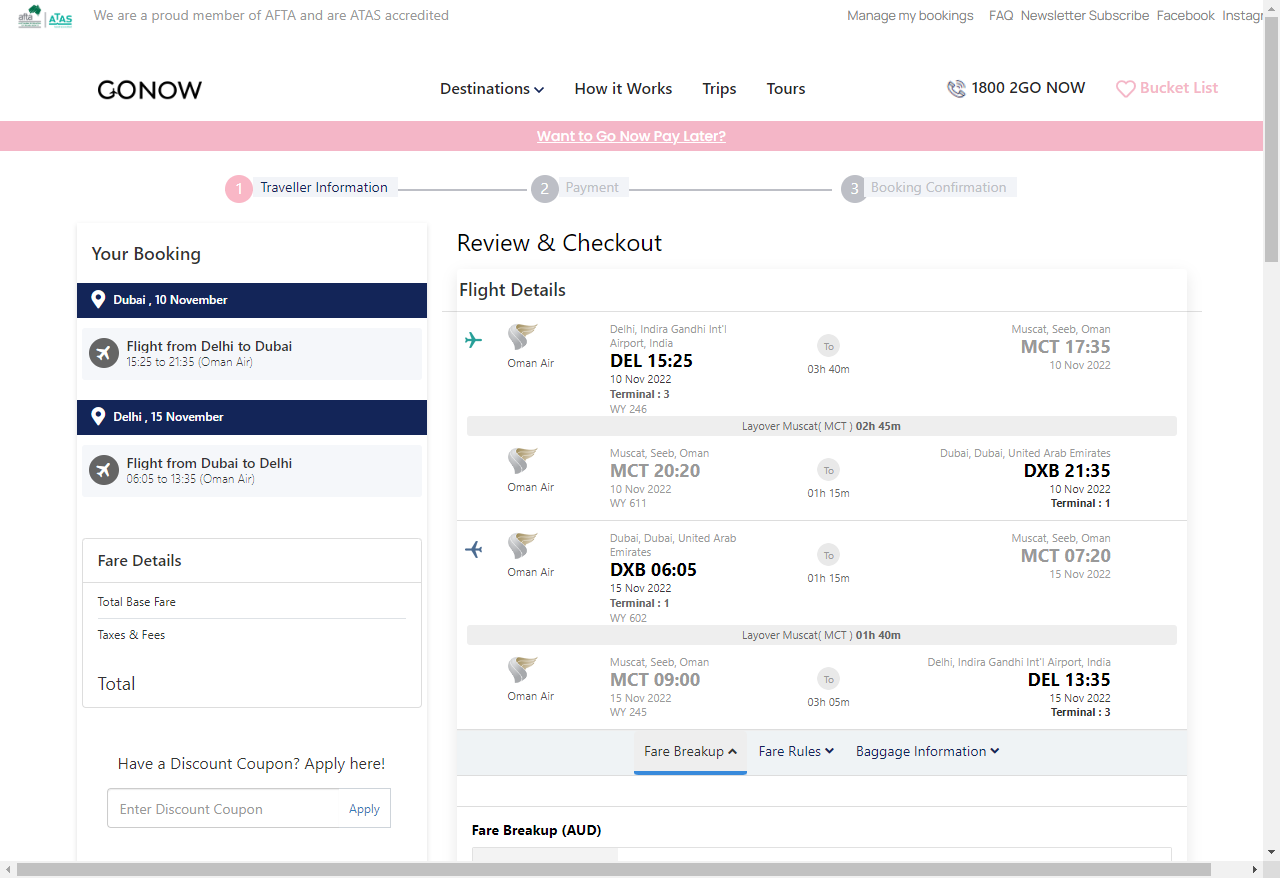 afta ATAS We are a proud member of AFTA and are ATAS accredited
Manage my bookings FAQ Newsletter Subscribe Facebook Instagr
GONOW
Destinations How it Works Trips Tours
1800 2GO NOW Bucket List
Want to Go Now Pay Later?
1 Traveller Information 2 Payment 3 Booking Confirmation
Your Booking
Dubai , 10 November
Flight from Delhi to Dubai
15:25 to 21:35 (Oman Air)
Delhi , 15 November
Flight from Dubai to Delhi
06:05 to 13:35 (Oman Air)
Fare Details
Total Base Fare
Taxes & Fees
Total
Have a Discount Coupon? Apply here!
Enter Discount Coupon Apply
Review & Checkout
Flight Details
Oman Air
Delhi, Indira Gandhi Int'l
Airport, India
DEL 15:25
10 Nov 2022
Terminal : 3
WY 246
To
03h 40m
Muscat, Seeb, Oman
MCT 17:35
10 Nov 2022
Layover Muscat( MCT ) 02h 45m
Oman Air
Muscat, Seeb, Oman
MCT 20:20
10 Nov 2022
WY 611
To
01h 15m
Dubai, Dubai, United Arab Emirates
DXB 21:35
10 Nov 2022
Terminal : 1
Oman Air
Dubai, Dubai, United Arab
Emirates
DXB 06:05
15 Nov 2022
Terminal : 1
WY 602
To
01h 15m
Muscat, Seeb, Oman
MCT 07:20
15 Nov 2022
Layover Muscat( MCT ) 01h 40m
Oman Air
Muscat, Seeb, Oman
MCT 09:00
15 Nov 2022
WY 245
To
03h 05m
Delhi, Indira Gandhi Int'l Airport, India
DEL 13:35
15 Nov 2022
Terminal : 3
Fare Breakup Fare Rules Baggage Information
Fare Breakup (AUD)